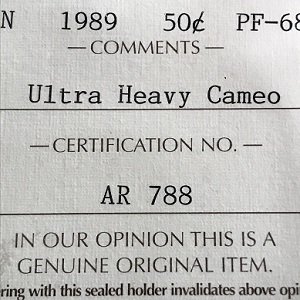 N 1989 50¢ PF-68
— COMMENTS —
Ultra Heavy Cameo
— CERTIFICATION NO. —
AR 788
IN OUR OPINION THIS IS A
GENUINE ORIGINAL ITEM.
ring with this sealed holder invalidates above opi